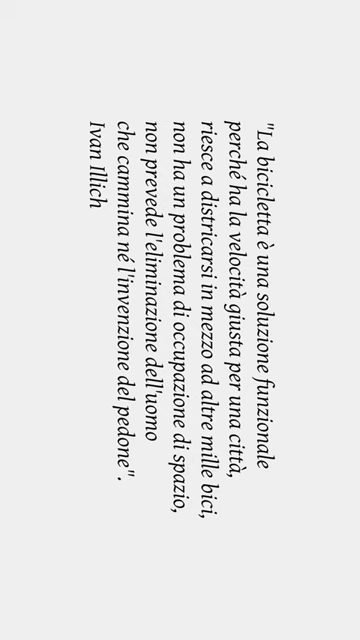 "La bicicletta è una soluzione funzionale
perché ha la velocità giusta per una città,
riesce a districarsi in mezzo ad altre mille bici,
non ha un problema di occupazione di spazio,
non prevede l'eliminazione dell'uomo
che cammina né l'invenzione del pedone".
Ivan Illich